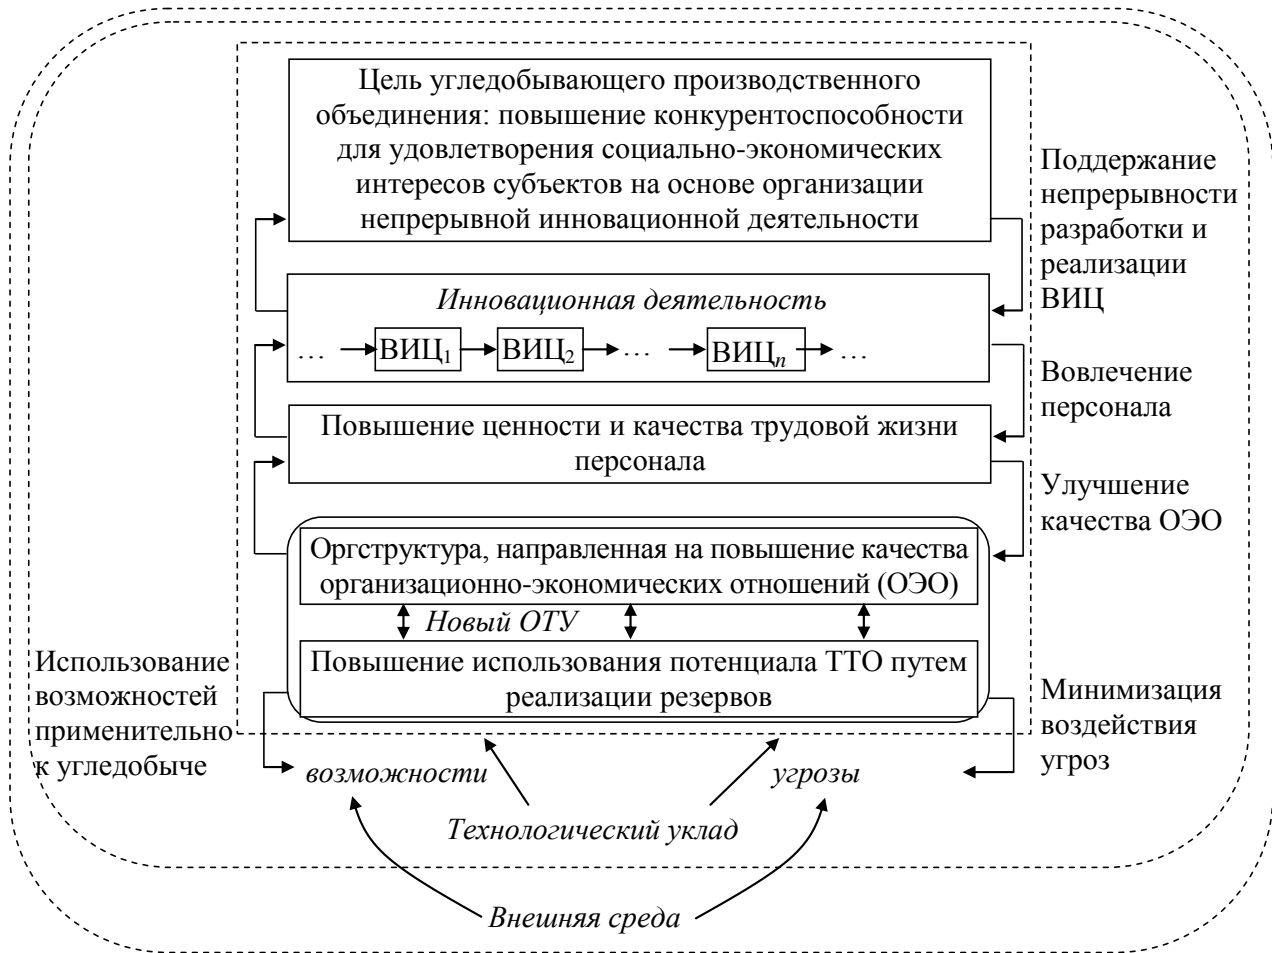 Цель угледобывающего производственного
объединения: повышение конкурентоспособности
для удовлетворения социально-экономических
интересов субъектов на основе организации
непрерывной инновационной деятельности
Поддержание
непрерывности
разработки и
реализации
ВИЦ
Инновационная деятельность
… ВИЦ₁ ВИЦ₂ … ВИЦₙ …
Вовлечение
персонала
Повышение ценности и качества трудовой жизни
персонала
Улучшение
качества ОЭО
Оргструктура, направленная на повышение качества
организационно-экономических отношений (ОЭО)
Новый ОТУ
Повышение использования потенциала ТТО путем
реализации резервов
Использование
возможностей
применительно
к угледобыче
Минимизация
воздействия
угроз
возможности
угрозы
Технологический уклад
Внешняя среда